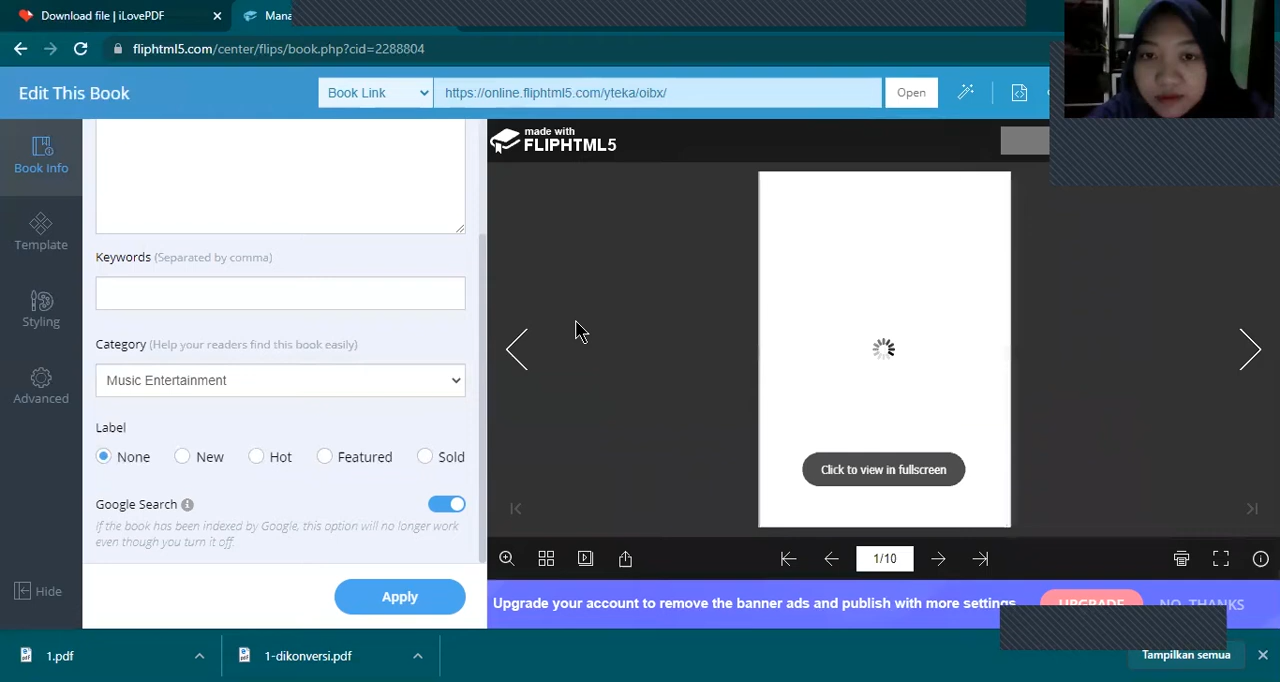 Download file | iLovePDF
Mana
fliphtml5.com/center/flips/book.php?cid=2288804
Edit This Book
Book Link
https://online.fliphtml5.com/yteka/oibx/
Open
Book Info
Template
Styling
Advanced
Hide
Keywords (Separated by comma)
Category (Help your readers find this book easily)
Music Entertainment
Label
None
New
Hot
Featured
Sold
Google Search
If the book has been indexed by Google, this option will no longer work
even though you turn it off.
Apply
made with
FLIPHTML5
Click to view in fullscreen
1/10
Upgrade your account to remove the banner ads and publish with more settings
UPGRADE
NO, THANKS
1.pdf
1-dikonversi.pdf
Tampilkan semua